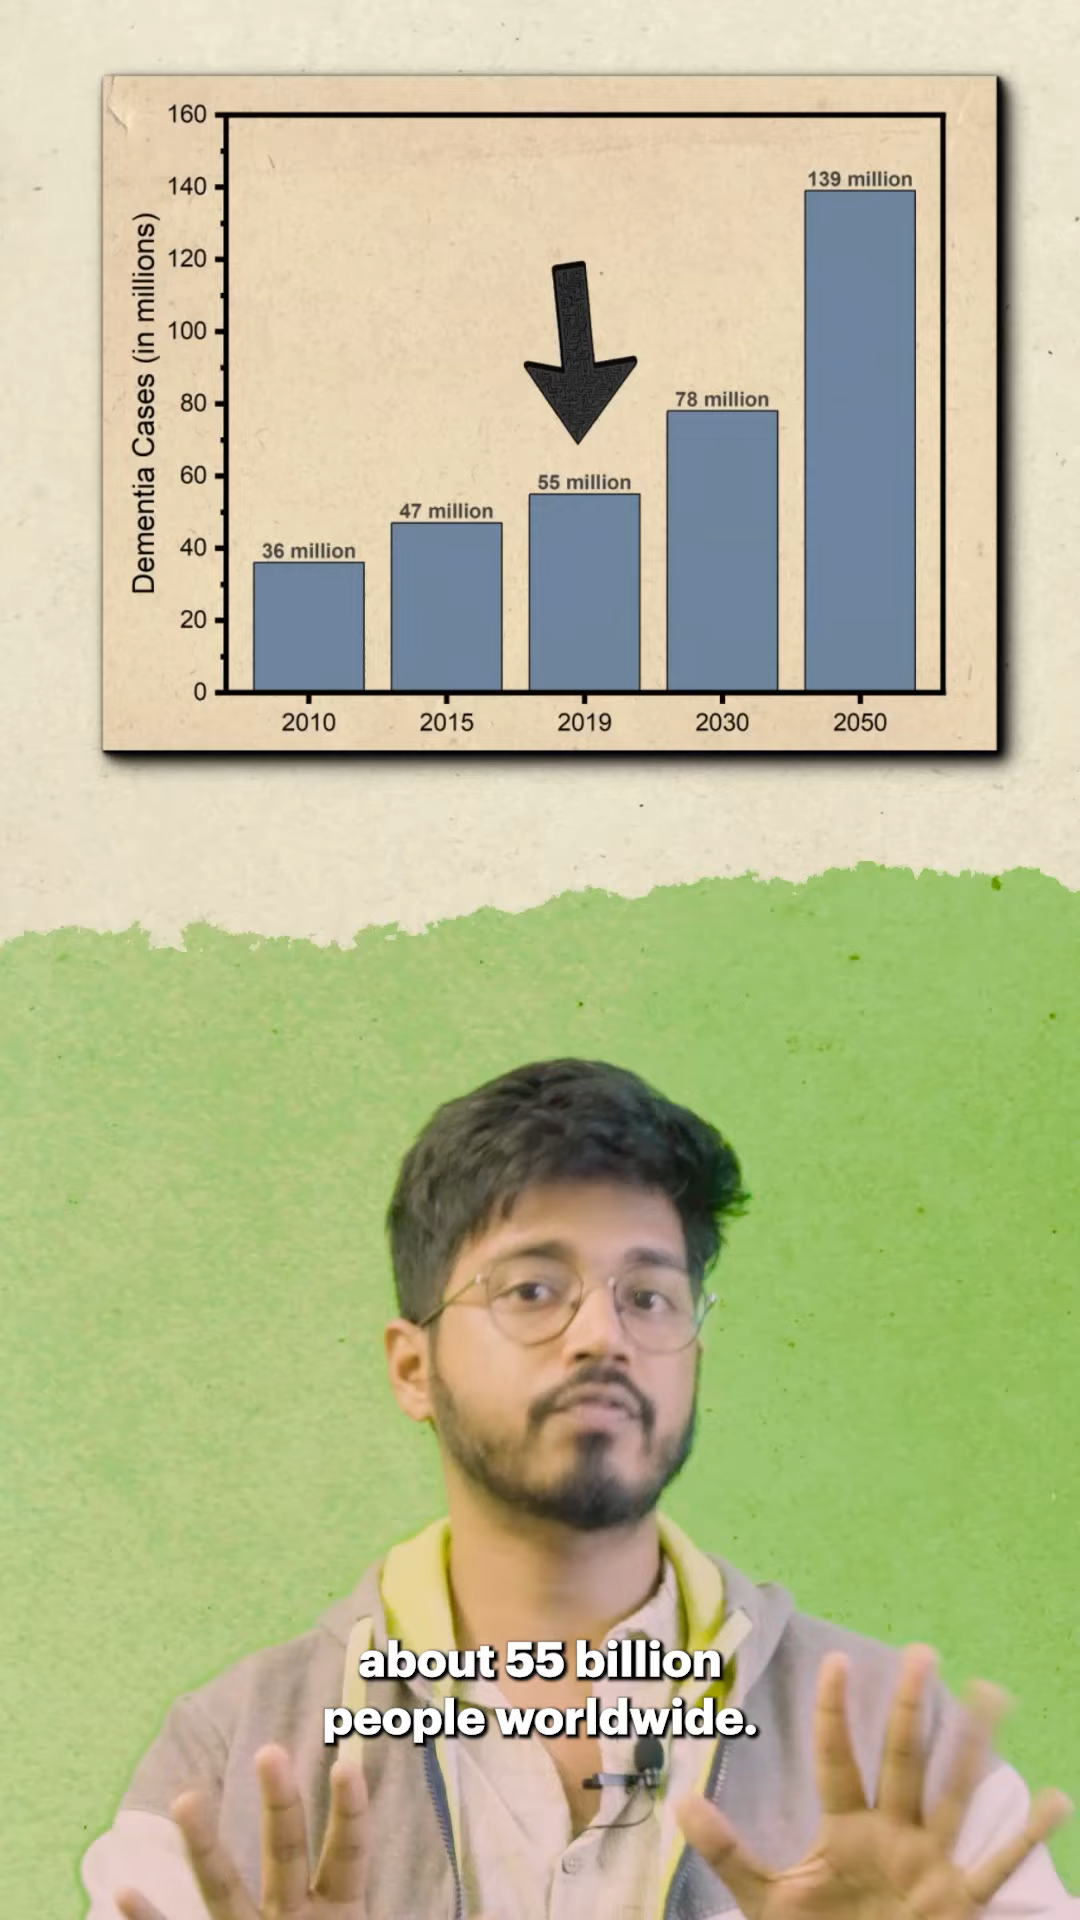 160
140
120
100
80
60
40
20
0
Dementia Cases (in millions)
36 million
47 million
55 million
78 million
139 million
2010
2015
2019
2030
2050
about 55 billion
people worldwide.